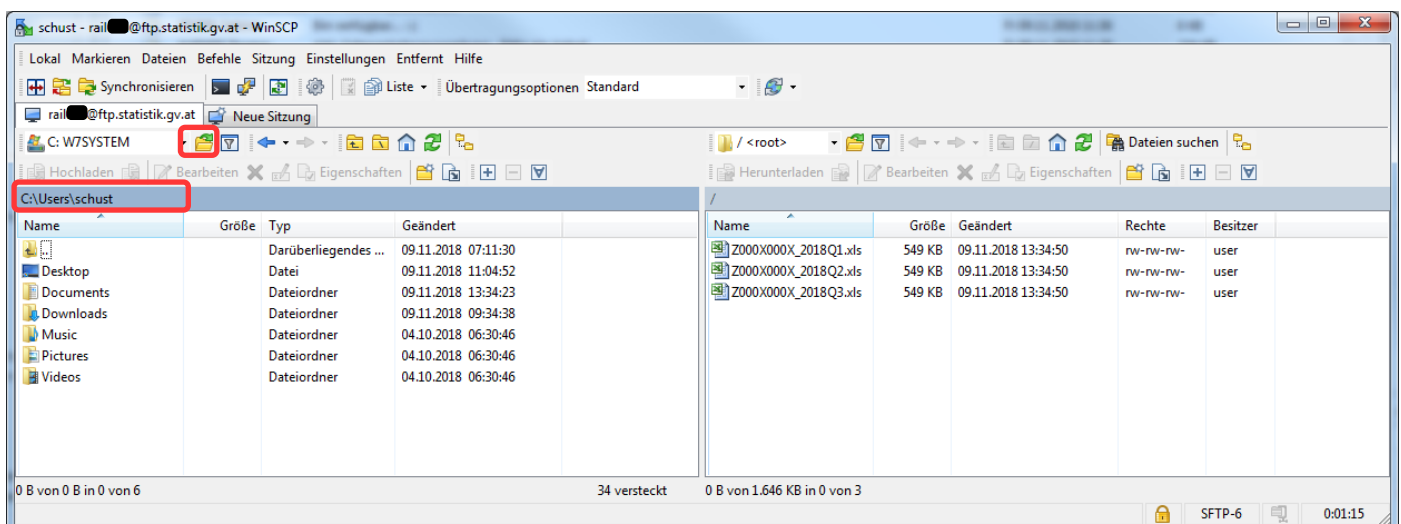 schust - rail @ftp.statistik.gv.at - WinSCP
Lokal Markieren Dateien Befehle Sitzung Einstellungen Entfernt Hilfe
Synchronisieren Liste Übertragungsoptionen Standard
rail @ftp.statistik.gv.at Neue Sitzung
C: W7SYSTEM / <root> Dateien suchen
Hochladen Bearbeiten Eigenschaften Herunterladen Bearbeiten Eigenschaften
C:\Users\schust /
Name Größe Typ Geändert Name Größe Geändert Rechte Besitzer
.. Darüberliegendes ... 09.11.2018 07:11:30 Z000X000X_2018Q1.xls 549 KB 09.11.2018 13:34:50 rw-rw-rw- user
Desktop Datei 09.11.2018 11:04:52 Z000X000X_2018Q2.xls 549 KB 09.11.2018 13:34:50 rw-rw-rw- user
Documents Dateiordner 09.11.2018 13:34:23 Z000X000X_2018Q3.xls 549 KB 09.11.2018 13:34:50 rw-rw-rw- user
Downloads Dateiordner 09.11.2018 09:34:38
Music Dateiordner 04.10.2018 06:30:46
Pictures Dateiordner 04.10.2018 06:30:46
Videos Dateiordner 04.10.2018 06:30:46
0 B von 0 B in 0 von 6 34 versteckt 0 B von 1.646 KB in 0 von 3
SFTP-6 0:01:15